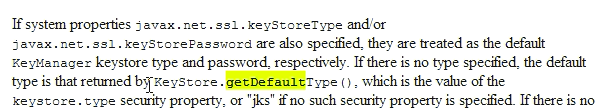 If system properties javax.net.ssl.keyStoreType and/or
javax.net.ssl.keyStorePassword are also specified, they are treated as the default
KeyManager keystore type and password, respectively. If there is no type specified, the default
type is that returned by KeyStore.getDefaultType(), which is the value of the
keystore.type security property, or "jks" if no such security property is specified. If there is no